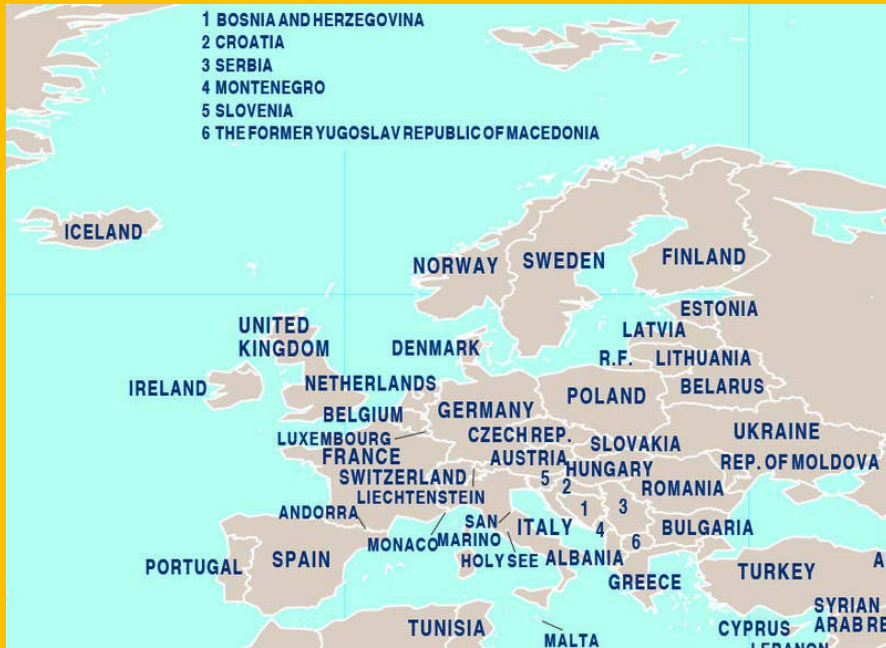 1 BOSNIA AND HERZEGOVINA
2 CROATIA
3 SERBIA
4 MONTENEGRO
5 SLOVENIA
6 THE FORMER YUGOSLAV REPUBLIC OF MACEDONIA
ICELAND
NORWAY
SWEDEN
FINLAND
ESTONIA
UNITED
KINGDOM
LATVIA
DENMARK
R.F.
LITHUANIA
IRELAND
NETHERLANDS
BELARUS
POLAND
BELGIUM
GERMANY
LUXEMBOURG
CZECH REP.
UKRAINE
SLOVAKIA
FRANCE
AUSTRIA
REP. OF MOLDOVA
HUNGARY
SWITZERLAND
5
2
ROMANIA
LIECHTENSTEIN
ANDORRA
1
3
SAN
MARINO
ITALY
4
BULGARIA
MONACO
6
HOLY SEE
ALBANIA
PORTUGAL
SPAIN
GREECE
TURKEY
A
SYRIAN
ARAB RE
TUNISIA
CYPRUS
MALTA
LEBANON